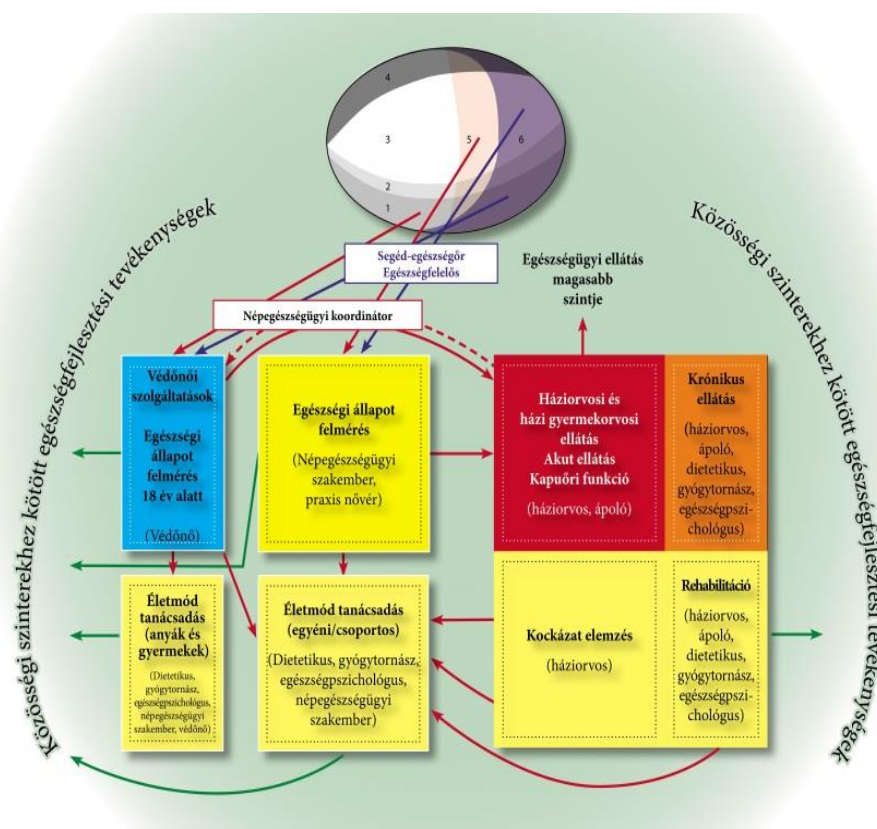 4
3
5
6
2
1
Közösségi szinterekhez kötött egészségfejlesztési tevékenységek
Közösségi szinterekhez kötött egészségfejlesztési tevékenységek
Segéd-egészségőr
Egészségfelelős
Népegészségügyi koordinátor
Egészségügyi ellátás
magasabb
szintje
Védőnői
szolgáltatások
Egészségi
állapot
felmérés
18 év alatt
(Védőnő)
Egészségi állapot
felmérés
(Népegészségügyi
szakember,
praxis nővér)
Háziorvosi és
házi gyermekorvosi
ellátás
Akut ellátás
Kapuőri funkció
(háziorvos, ápoló)
Krónikus
ellátás
(háziorvos,
ápoló,
dietetikus,
gyógytornász,
egészségpszi-
chológus)
Életmód
tanácsadás
(anyák és
gyermekek)
(Dietetikus,
gyógytornász,
egészségpszichológus,
népegészségügyi
szakember, védőnő)
Életmód tanácsadás
(egyéni/csoportos)
(Dietetikus, gyógytornász,
egészségpszichológus,
népegészségügyi
szakember)
Kockázat elemzés
(háziorvos)
Rehabilitáció
(háziorvos,
ápoló,
dietetikus,
gyógytornász,
egészségpszi-
chológus)